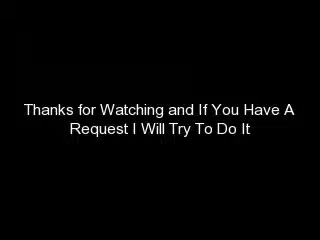 Thanks for Watching and If You Have A
Request I Will Try To Do It